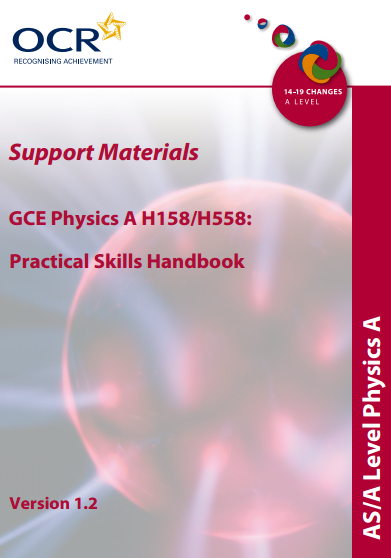 OCR
RECOGNISING ACHIEVEMENT
14–19 CHANGES
A LEVEL
Support Materials
GCE Physics A H158/H558:
Practical Skills Handbook
Version 1.2
AS/A Level Physics A